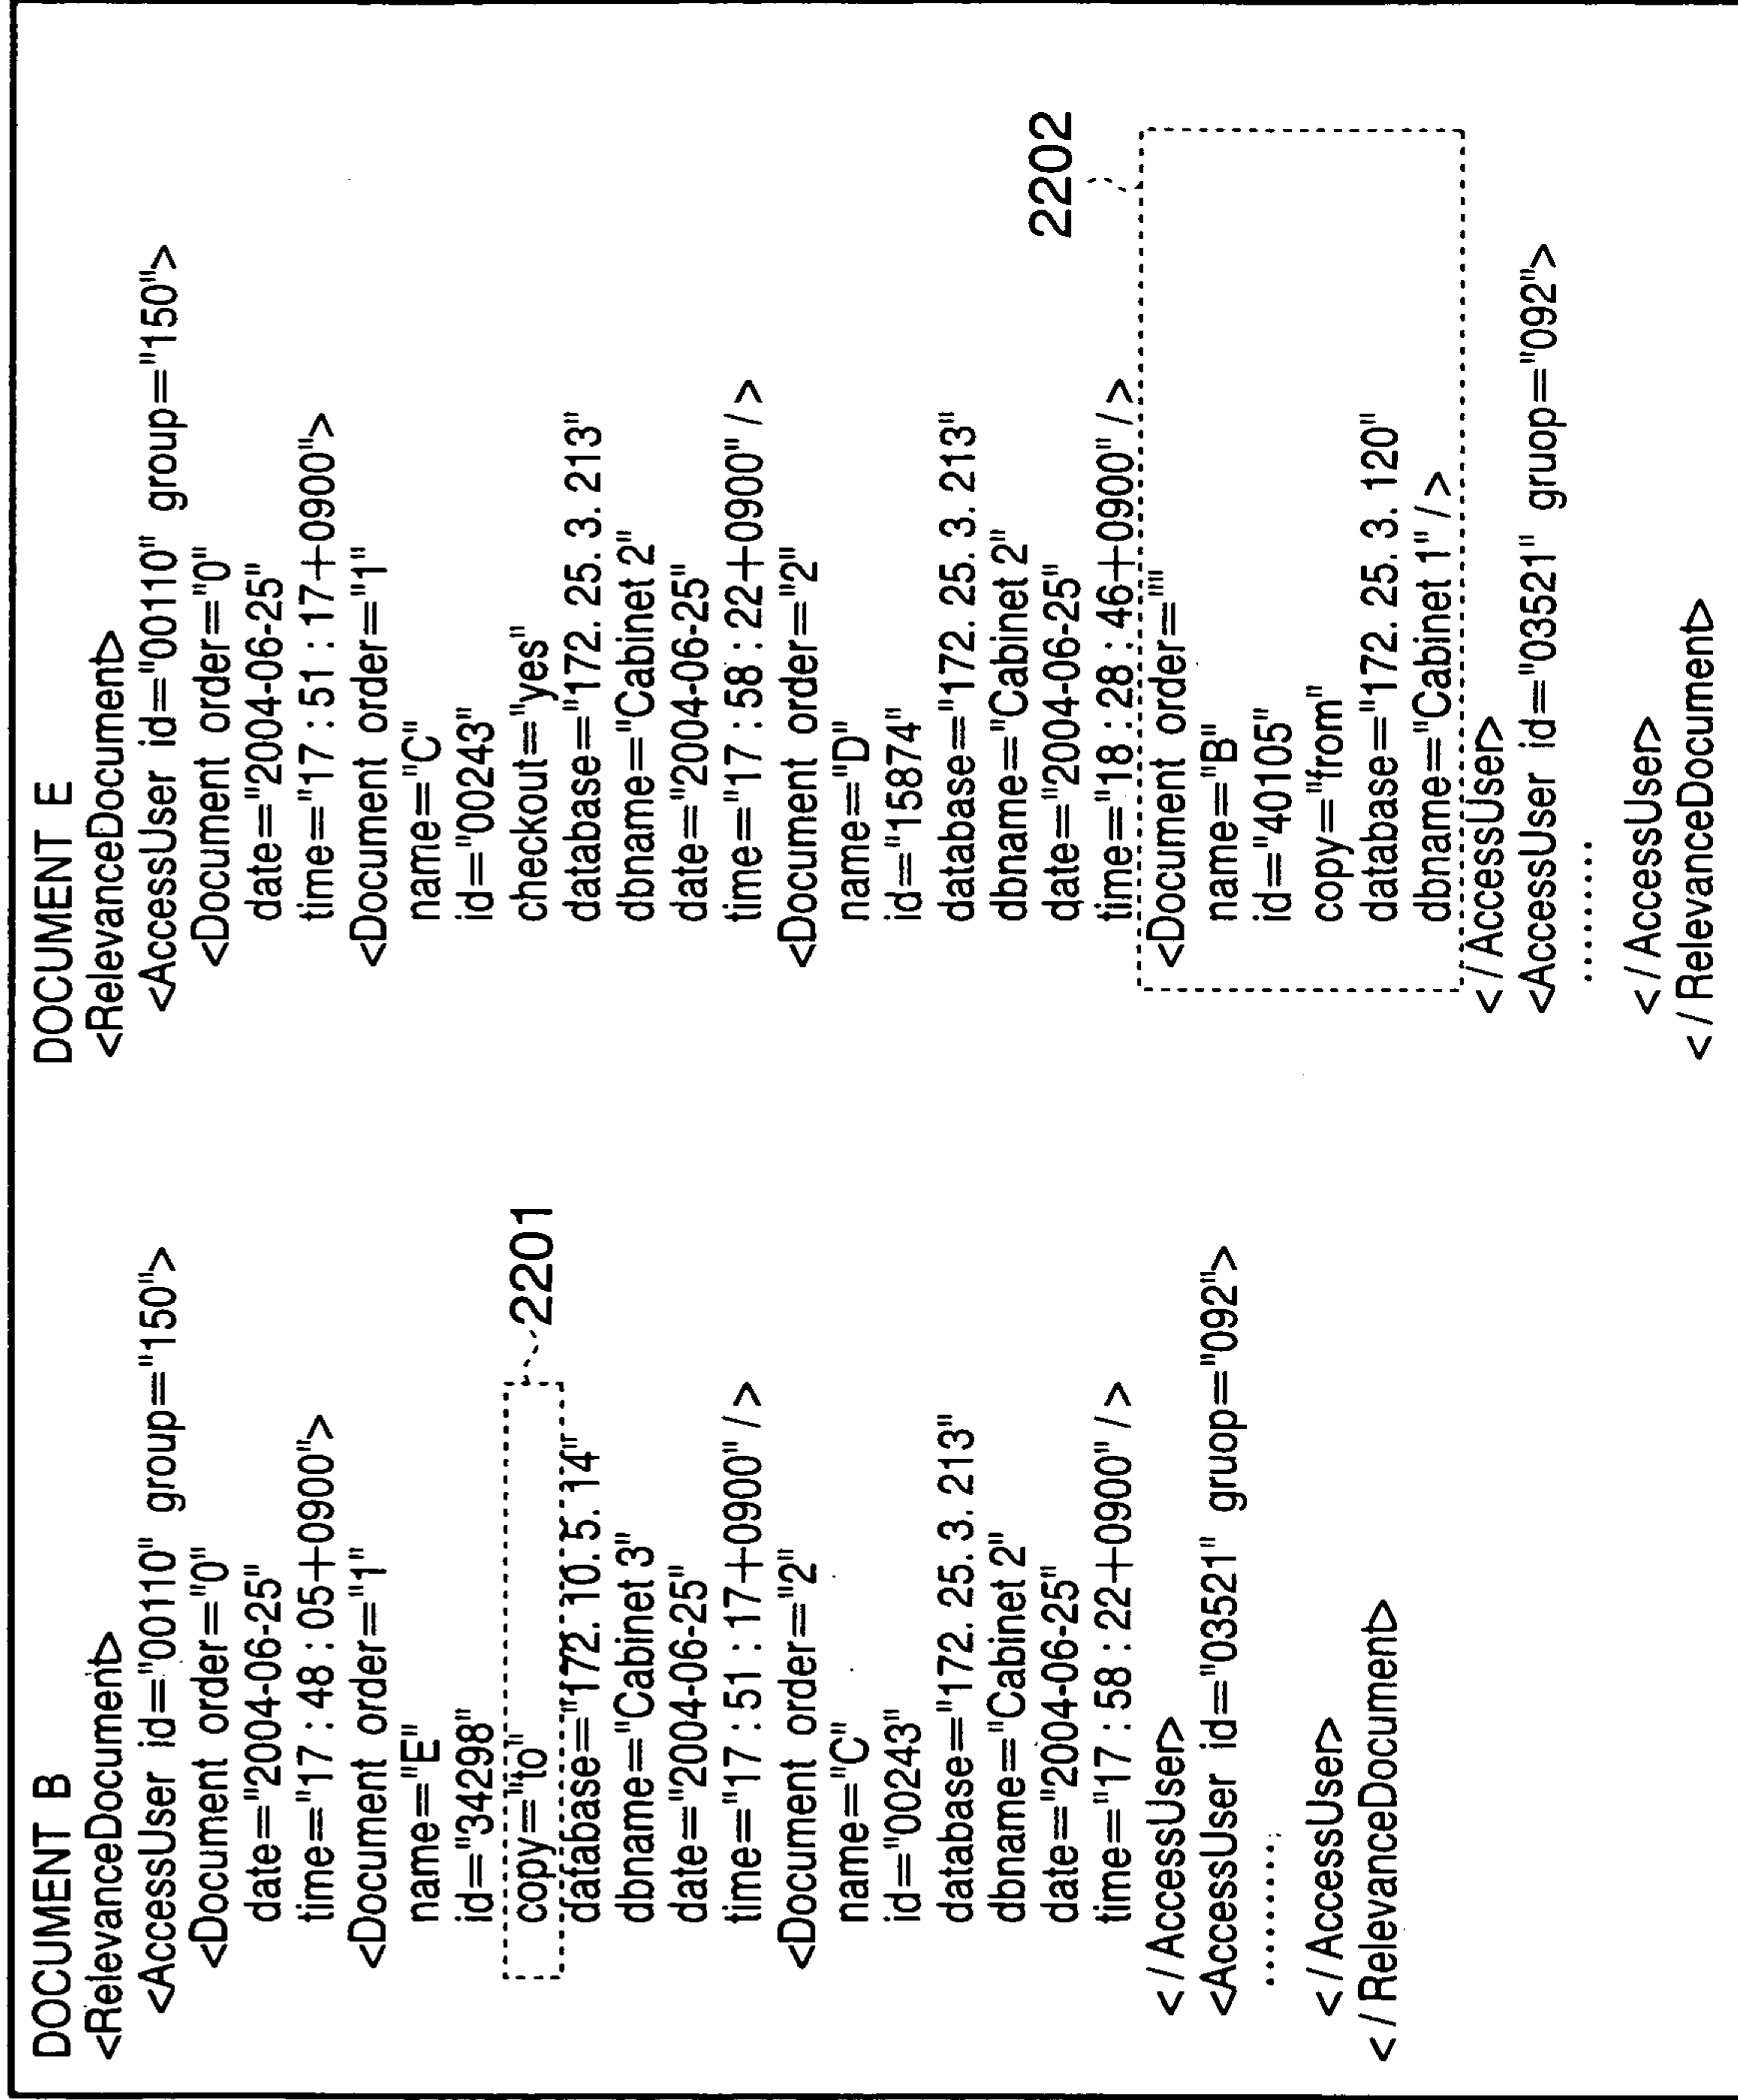 DOCUMENT B
<RelevanceDocument>
<AccessUser id="00110" group="150">
<Document order="0"
date="2004-06-25"
time="17:48:05+0900">
<Document order="1"
name="E"
id="34298"
copy="to"
2201
database="172.10.5.14"
dbname="Cabinet 3"
date="2004-06-25"
time="17:51:17+0900" />
<Document order="2"
name="C"
id="00243"
database="172.25.3.213"
dbname="Cabinet 2"
date="2004-06-25"
time="17:58:22+0900" />
</AccessUser>
<AccessUser id="03521" gruop="092">
..........
</AccessUser>
</RelevanceDocument>
DOCUMENT E
<RelevanceDocument>
<AccessUser id="00110" group="150">
<Document order="0"
date="2004-06-25"
time="17:51:17+0900">
<Document order="1"
name="C"
id="00243"
checkout="yes"
database="172.25.3.213"
dbname="Cabinet 2"
date="2004-06-25"
time="17:58:22+0900" />
<Document order="2"
name="D"
id="15874"
database="172.25.3.213"
dbname="Cabinet 2"
date="2004-06-25"
time="18:28:46+0900" />
2202
<Document order=""
name="B"
id="40105"
copy="from"
database="172.25.3.120"
dbname="Cabinet 1" />
</AccessUser>
<AccessUser id="03521" gruop="092">
..........
</AccessUser>
</RelevanceDocument>